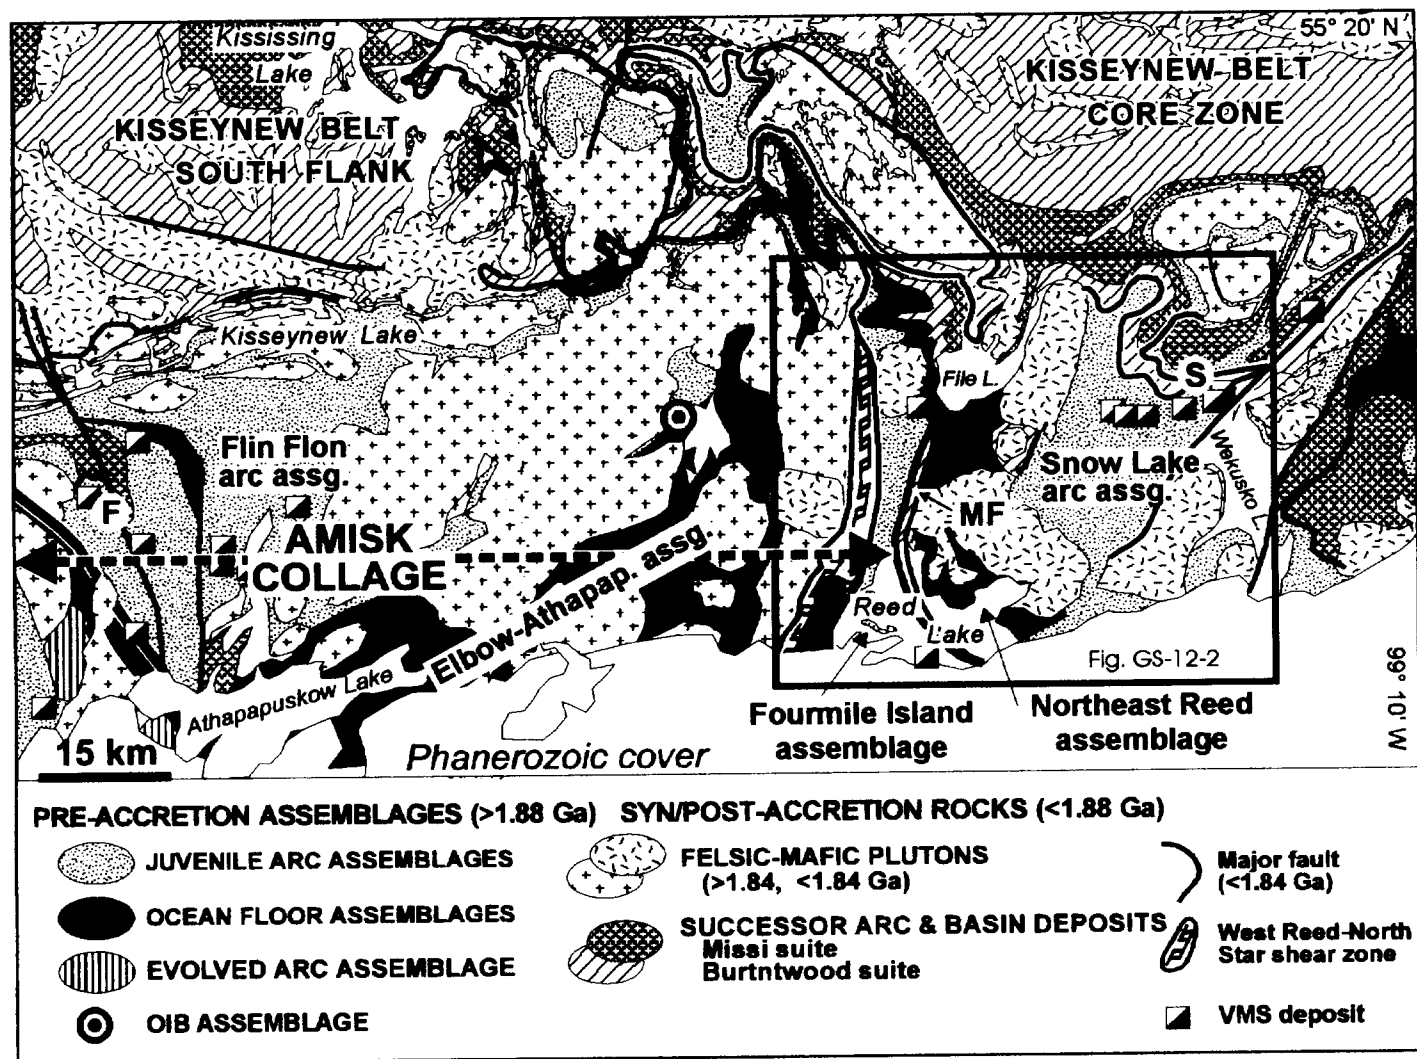 55° 20' N
Kississing
Lake
KISSEYNEW BELT
CORE ZONE
KISSEYNEW BELT
SOUTH FLANK
Kisseynew Lake
File L.
S
Flin Flon
arc assg.
Snow Lake
arc assg.
Wekusko L.
F
MF
AMISK
COLLAGE
Elbow-Athapap. assg.
Reed
Lake
Fig. GS-12-2
99° 10' W
Athapapuskow Lake
Fourmile Island
assemblage
Northeast Reed
assemblage
15 km
Phanerozoic cover
PRE-ACCRETION ASSEMBLAGES (>1.88 Ga)
JUVENILE ARC ASSEMBLAGES
OCEAN FLOOR ASSEMBLAGES
EVOLVED ARC ASSEMBLAGE
OIB ASSEMBLAGE
SYN/POST-ACCRETION ROCKS (<1.88 Ga)
FELSIC-MAFIC PLUTONS
(>1.84, <1.84 Ga)
SUCCESSOR ARC & BASIN DEPOSITS
Missi suite
Burtntwood suite
Major fault
(<1.84 Ga)
West Reed-North
Star shear zone
VMS deposit